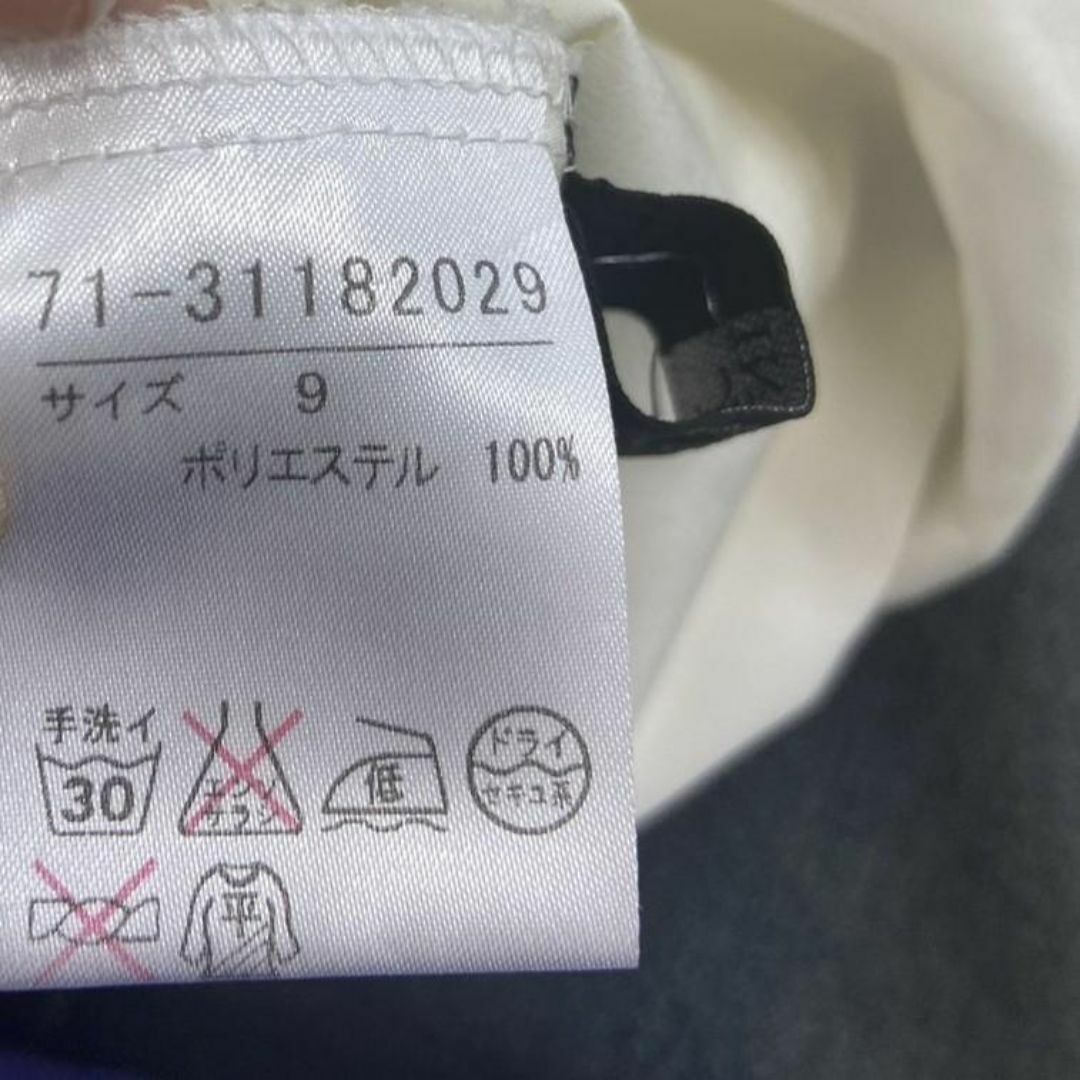 71-31182029
サイズ 9
ポリエステル 100%
手洗イ
30
エンソ
サラシ
低
ドライ
セキユ系
平